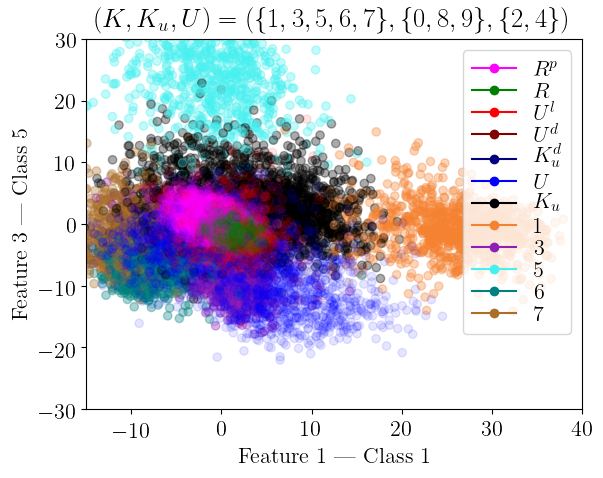 (K, K_u, U) = ({1, 3, 5, 6, 7}, {0, 8, 9}, {2, 4})
Feature 3 — Class 5
30
20
10
0
−10
−20
−30
R^p
R
U^l
U^d
K_u^d
U
K_u
1
3
5
6
7
−10 0 10 20 30 40
Feature 1 — Class 1